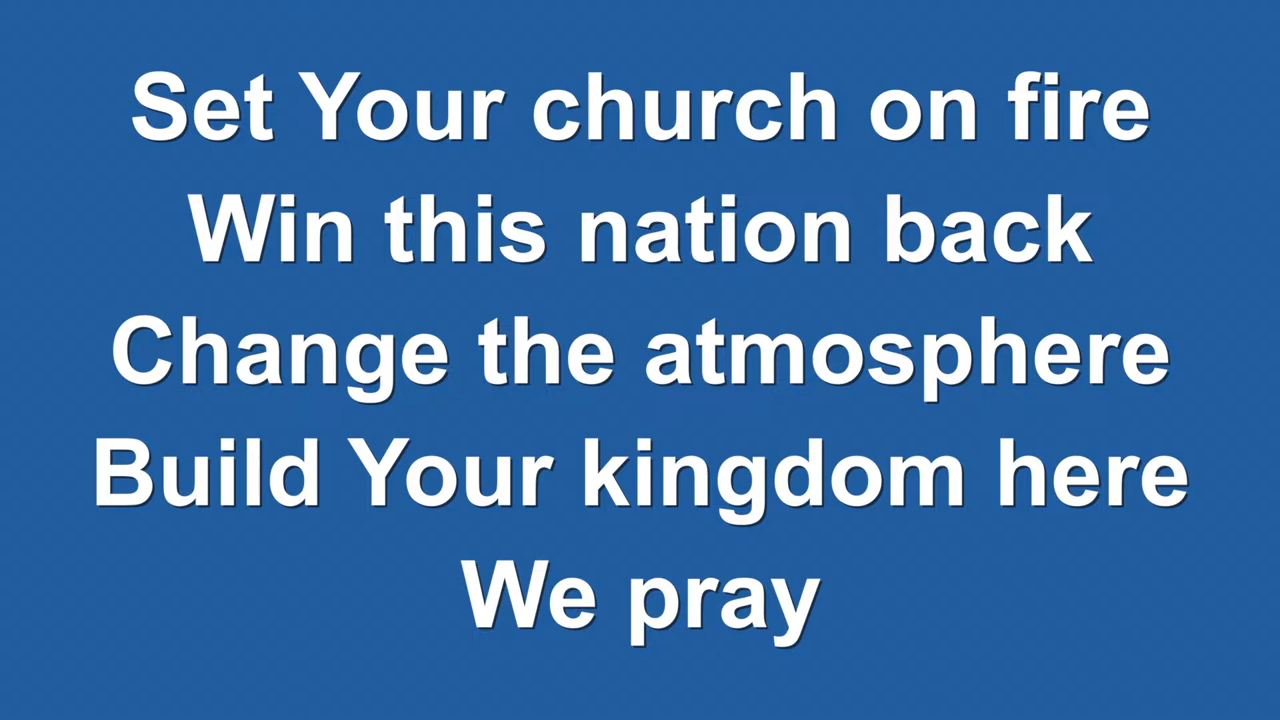 Set Your church on fire
Win this nation back
Change the atmosphere
Build Your kingdom here
We pray